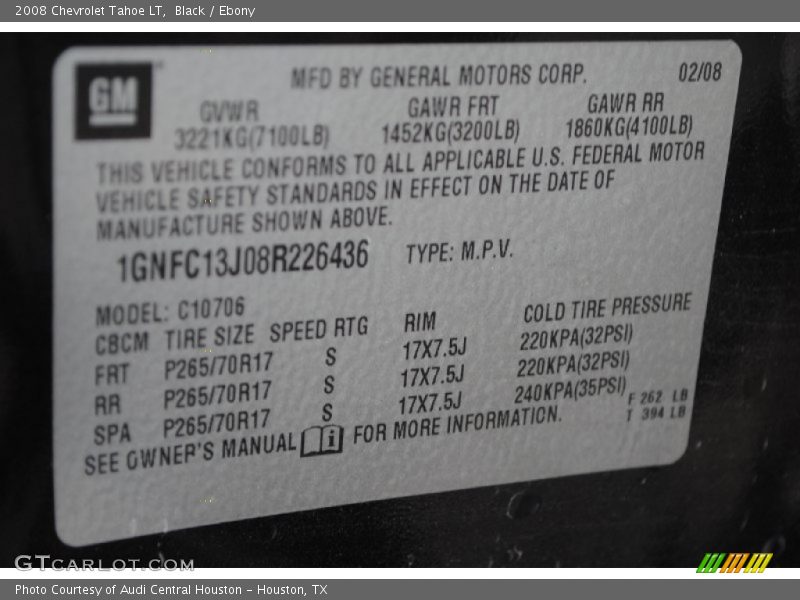 2008 Chevrolet Tahoe LT, Black / Ebony
GM
MFD BY GENERAL MOTORS CORP. 02/08
GVWR GAWR FRT GAWR RR
3221KG(7100LB) 1452KG(3200LB) 1860KG(4100LB)
THIS VEHICLE CONFORMS TO ALL APPLICABLE U.S. FEDERAL MOTOR
VEHICLE SAFETY STANDARDS IN EFFECT ON THE DATE OF
MANUFACTURE SHOWN ABOVE.
1GNFC13J08R226436 TYPE: M.P.V.
MODEL: C10706
CBCM TIRE SIZE SPEED RTG RIM COLD TIRE PRESSURE
FRT P265/70R17 S 17X7.5J 220KPA(32PSI)
RR P265/70R17 S 17X7.5J 220KPA(32PSI)
SPA P265/70R17 S 17X7.5J 240KPA(35PSI) F 262 LB
T 394 LB
SEE OWNER'S MANUAL FOR MORE INFORMATION.
GTCARLOT.COM
Photo Courtesy of Audi Central Houston - Houston, TX